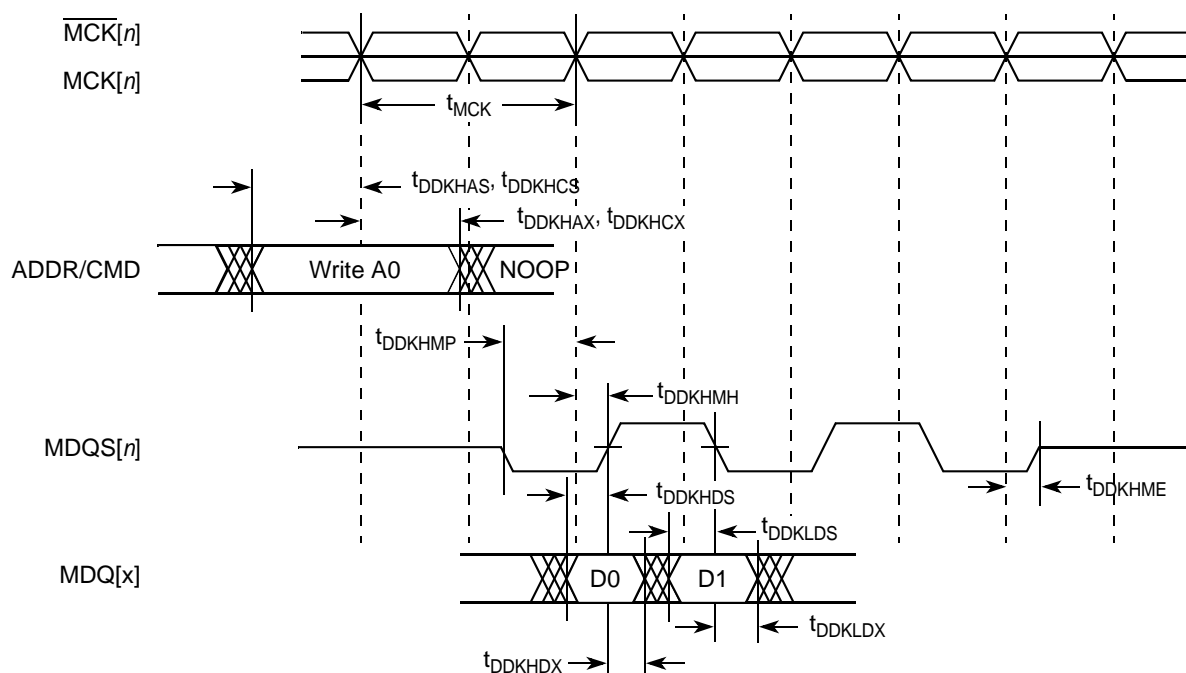 MCK[n]
MCK[n]
tMCK
tDDKHAS, tDDKHCS
tDDKHAX, tDDKHCX
ADDR/CMD
Write A0
NOOP
tDDKHMP
tDDKHMH
MDQS[n]
tDDKHDS
tDDKHME
tDDKLDS
MDQ[x]
D0
D1
tDDKLDX
tDDKHDX